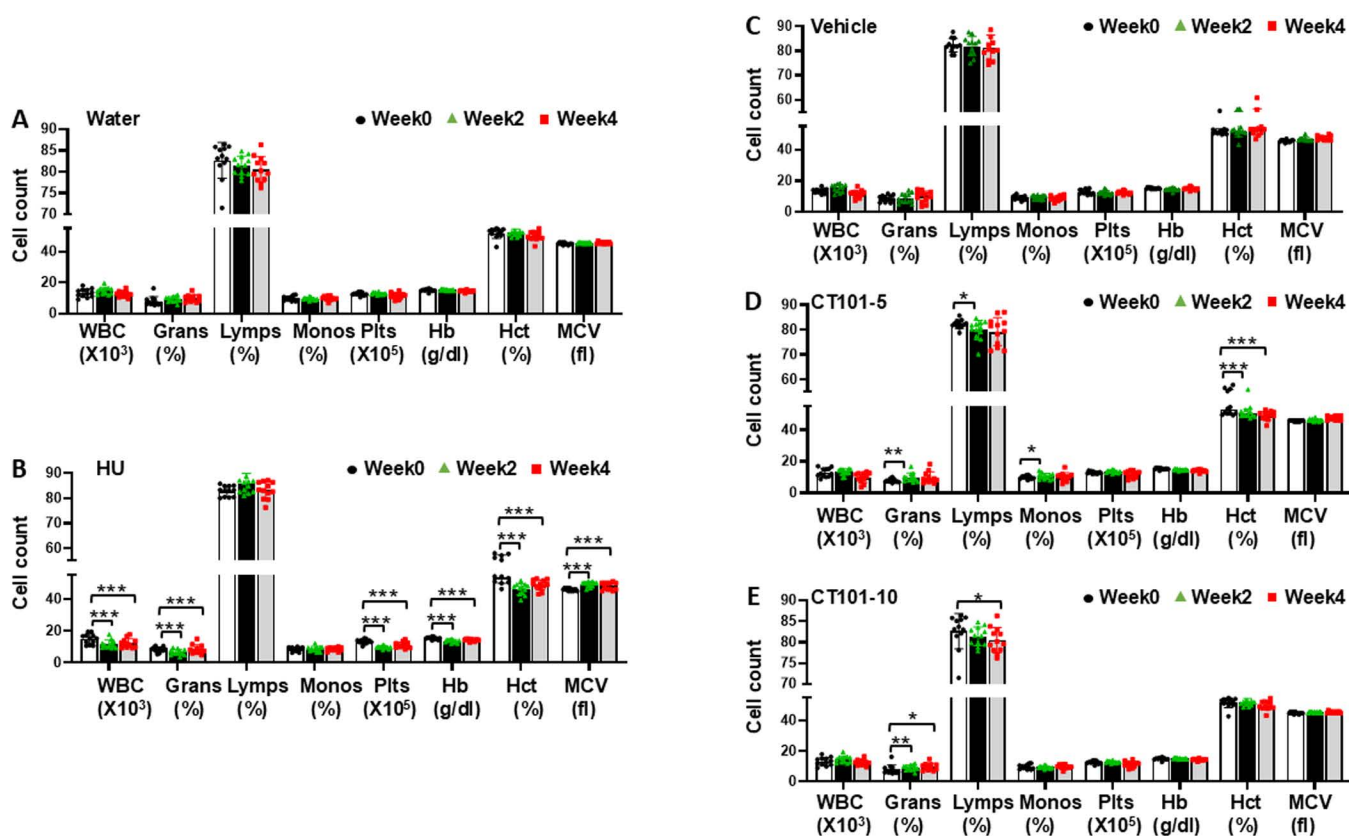 A
Water
Week0 Week2 Week4
Cell count
90
85
80
75
70
60
40
20
0
WBC Grans Lymps Monos Plts Hb Hct MCV
(X10³) (%) (%) (%) (X10⁵) (g/dl) (%) (fl)
B
HU
Week0 Week2 Week4
Cell count
90
80
70
60
40
20
0
*** *** *** *** *** *** *** *** *** *** *** ***
WBC Grans Lymps Monos Plts Hb Hct MCV
(X10³) (%) (%) (%) (X10⁵) (g/dl) (%) (fl)
C
Vehicle
Week0 Week2 Week4
Cell count
90
80
70
60
40
20
0
WBC Grans Lymps Monos Plts Hb Hct MCV
(X10³) (%) (%) (%) (X10⁵) (g/dl) (%) (fl)
D
CT101-5
Week0 Week2 Week4
Cell count
90
80
70
60
40
20
0
** * * *** ***
WBC Grans Lymps Monos Plts Hb Hct MCV
(X10³) (%) (%) (%) (X10⁵) (g/dl) (%) (fl)
E
CT101-10
Week0 Week2 Week4
Cell count
90
85
80
75
70
60
40
20
0
* ** *
WBC Grans Lymps Monos Plts Hb Hct MCV
(X10³) (%) (%) (%) (X10⁵) (g/dl) (%) (fl)